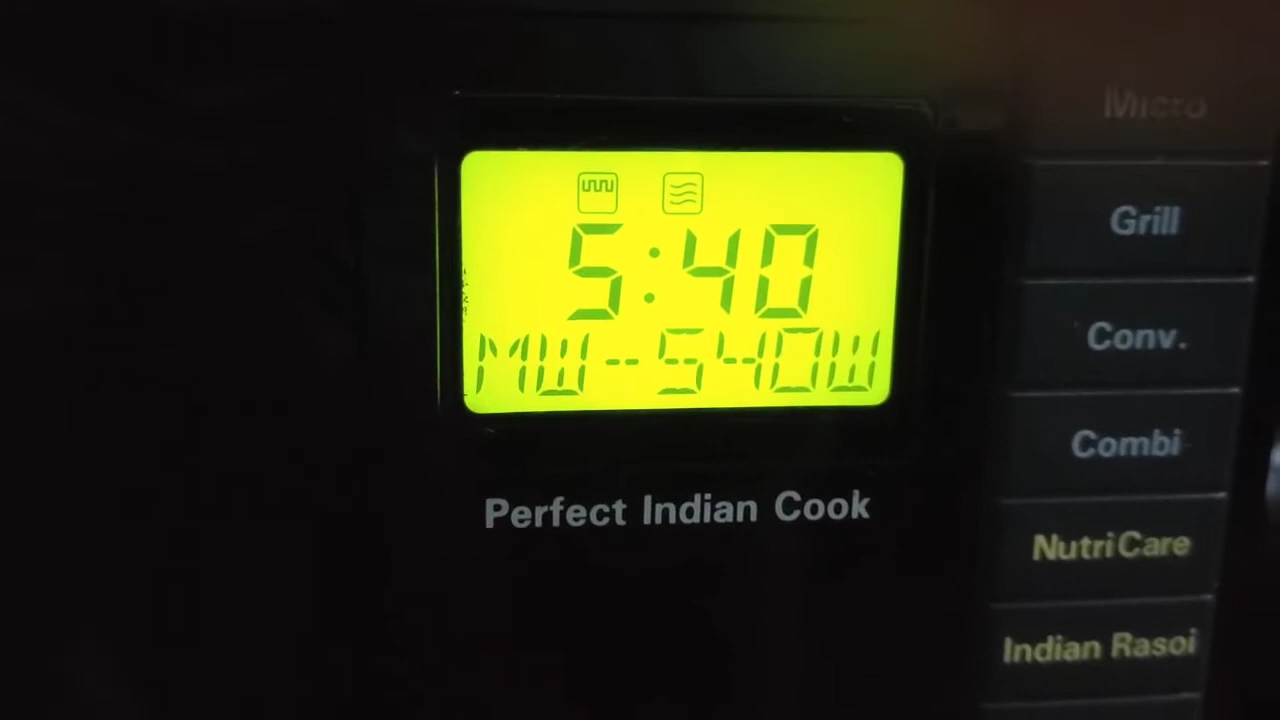 Micro
5:40
MW-540W
Perfect Indian Cook
Grill
Conv.
Combi
NutriCare
Indian Rasoi